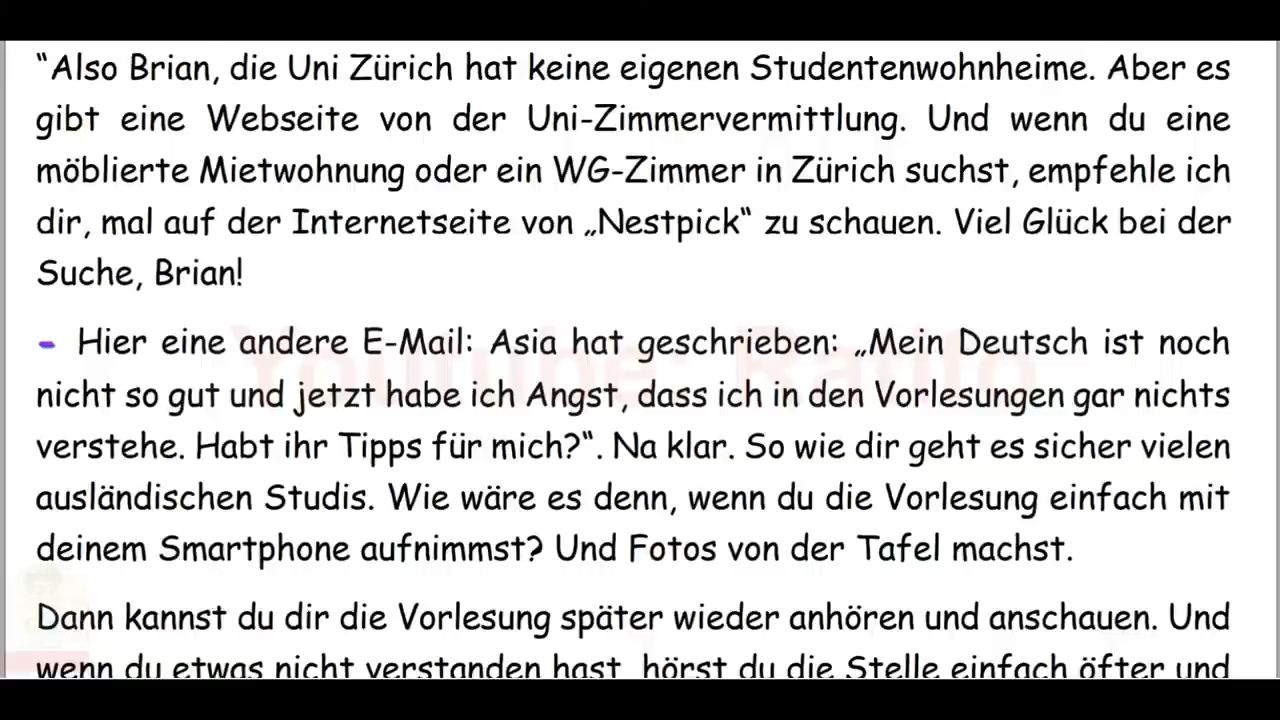 “Also Brian, die Uni Zürich hat keine eigenen Studentenwohnheime. Aber es
gibt eine Webseite von der Uni-Zimmervermittlung. Und wenn du eine
möblierte Mietwohnung oder ein WG-Zimmer in Zürich suchst, empfehle ich
dir, mal auf der Internetseite von „Nestpick“ zu schauen. Viel Glück bei der
Suche, Brian!
- Hier eine andere E-Mail: Asia hat geschrieben: „Mein Deutsch ist noch
nicht so gut und jetzt habe ich Angst, dass ich in den Vorlesungen gar nichts
verstehe. Habt ihr Tipps für mich?“. Na klar. So wie dir geht es sicher vielen
ausländischen Studis. Wie wäre es denn, wenn du die Vorlesung einfach mit
deinem Smartphone aufnimmst? Und Fotos von der Tafel machst.
Dann kannst du dir die Vorlesung später wieder anhören und anschauen. Und
wenn du etwas nicht verstanden hast, hörst du die Stelle einfach öfter und